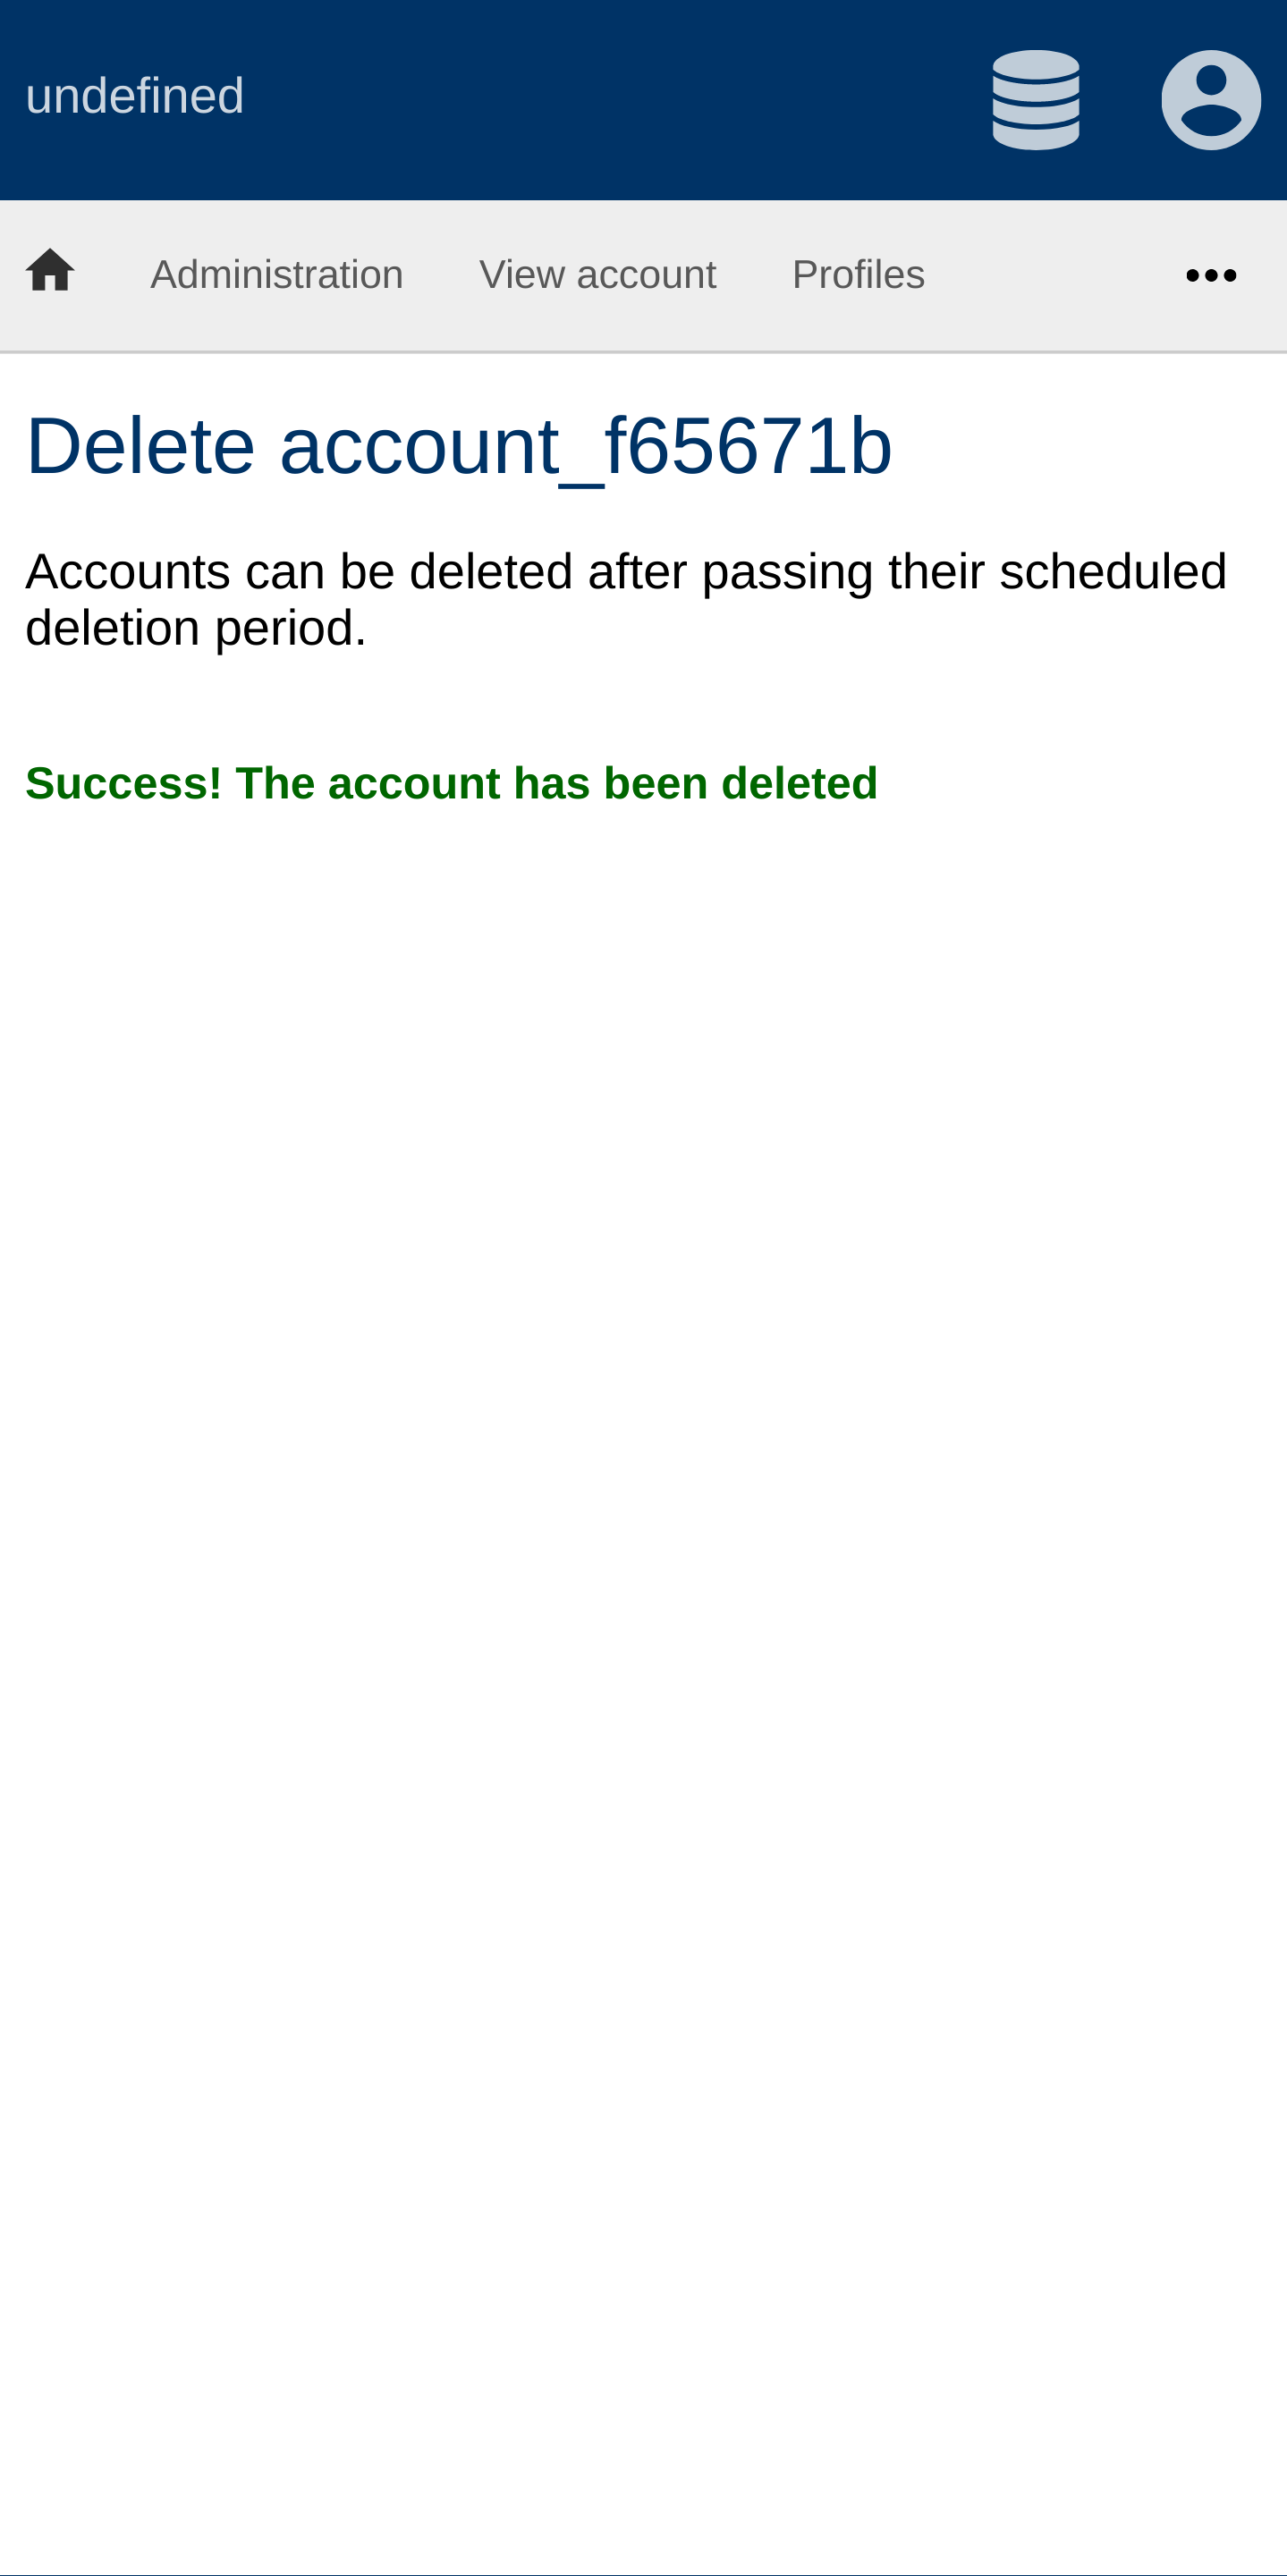 undefined
Administration View account Profiles
Delete account_f65671b
Accounts can be deleted after passing their scheduled
deletion period.
Success! The account has been deleted